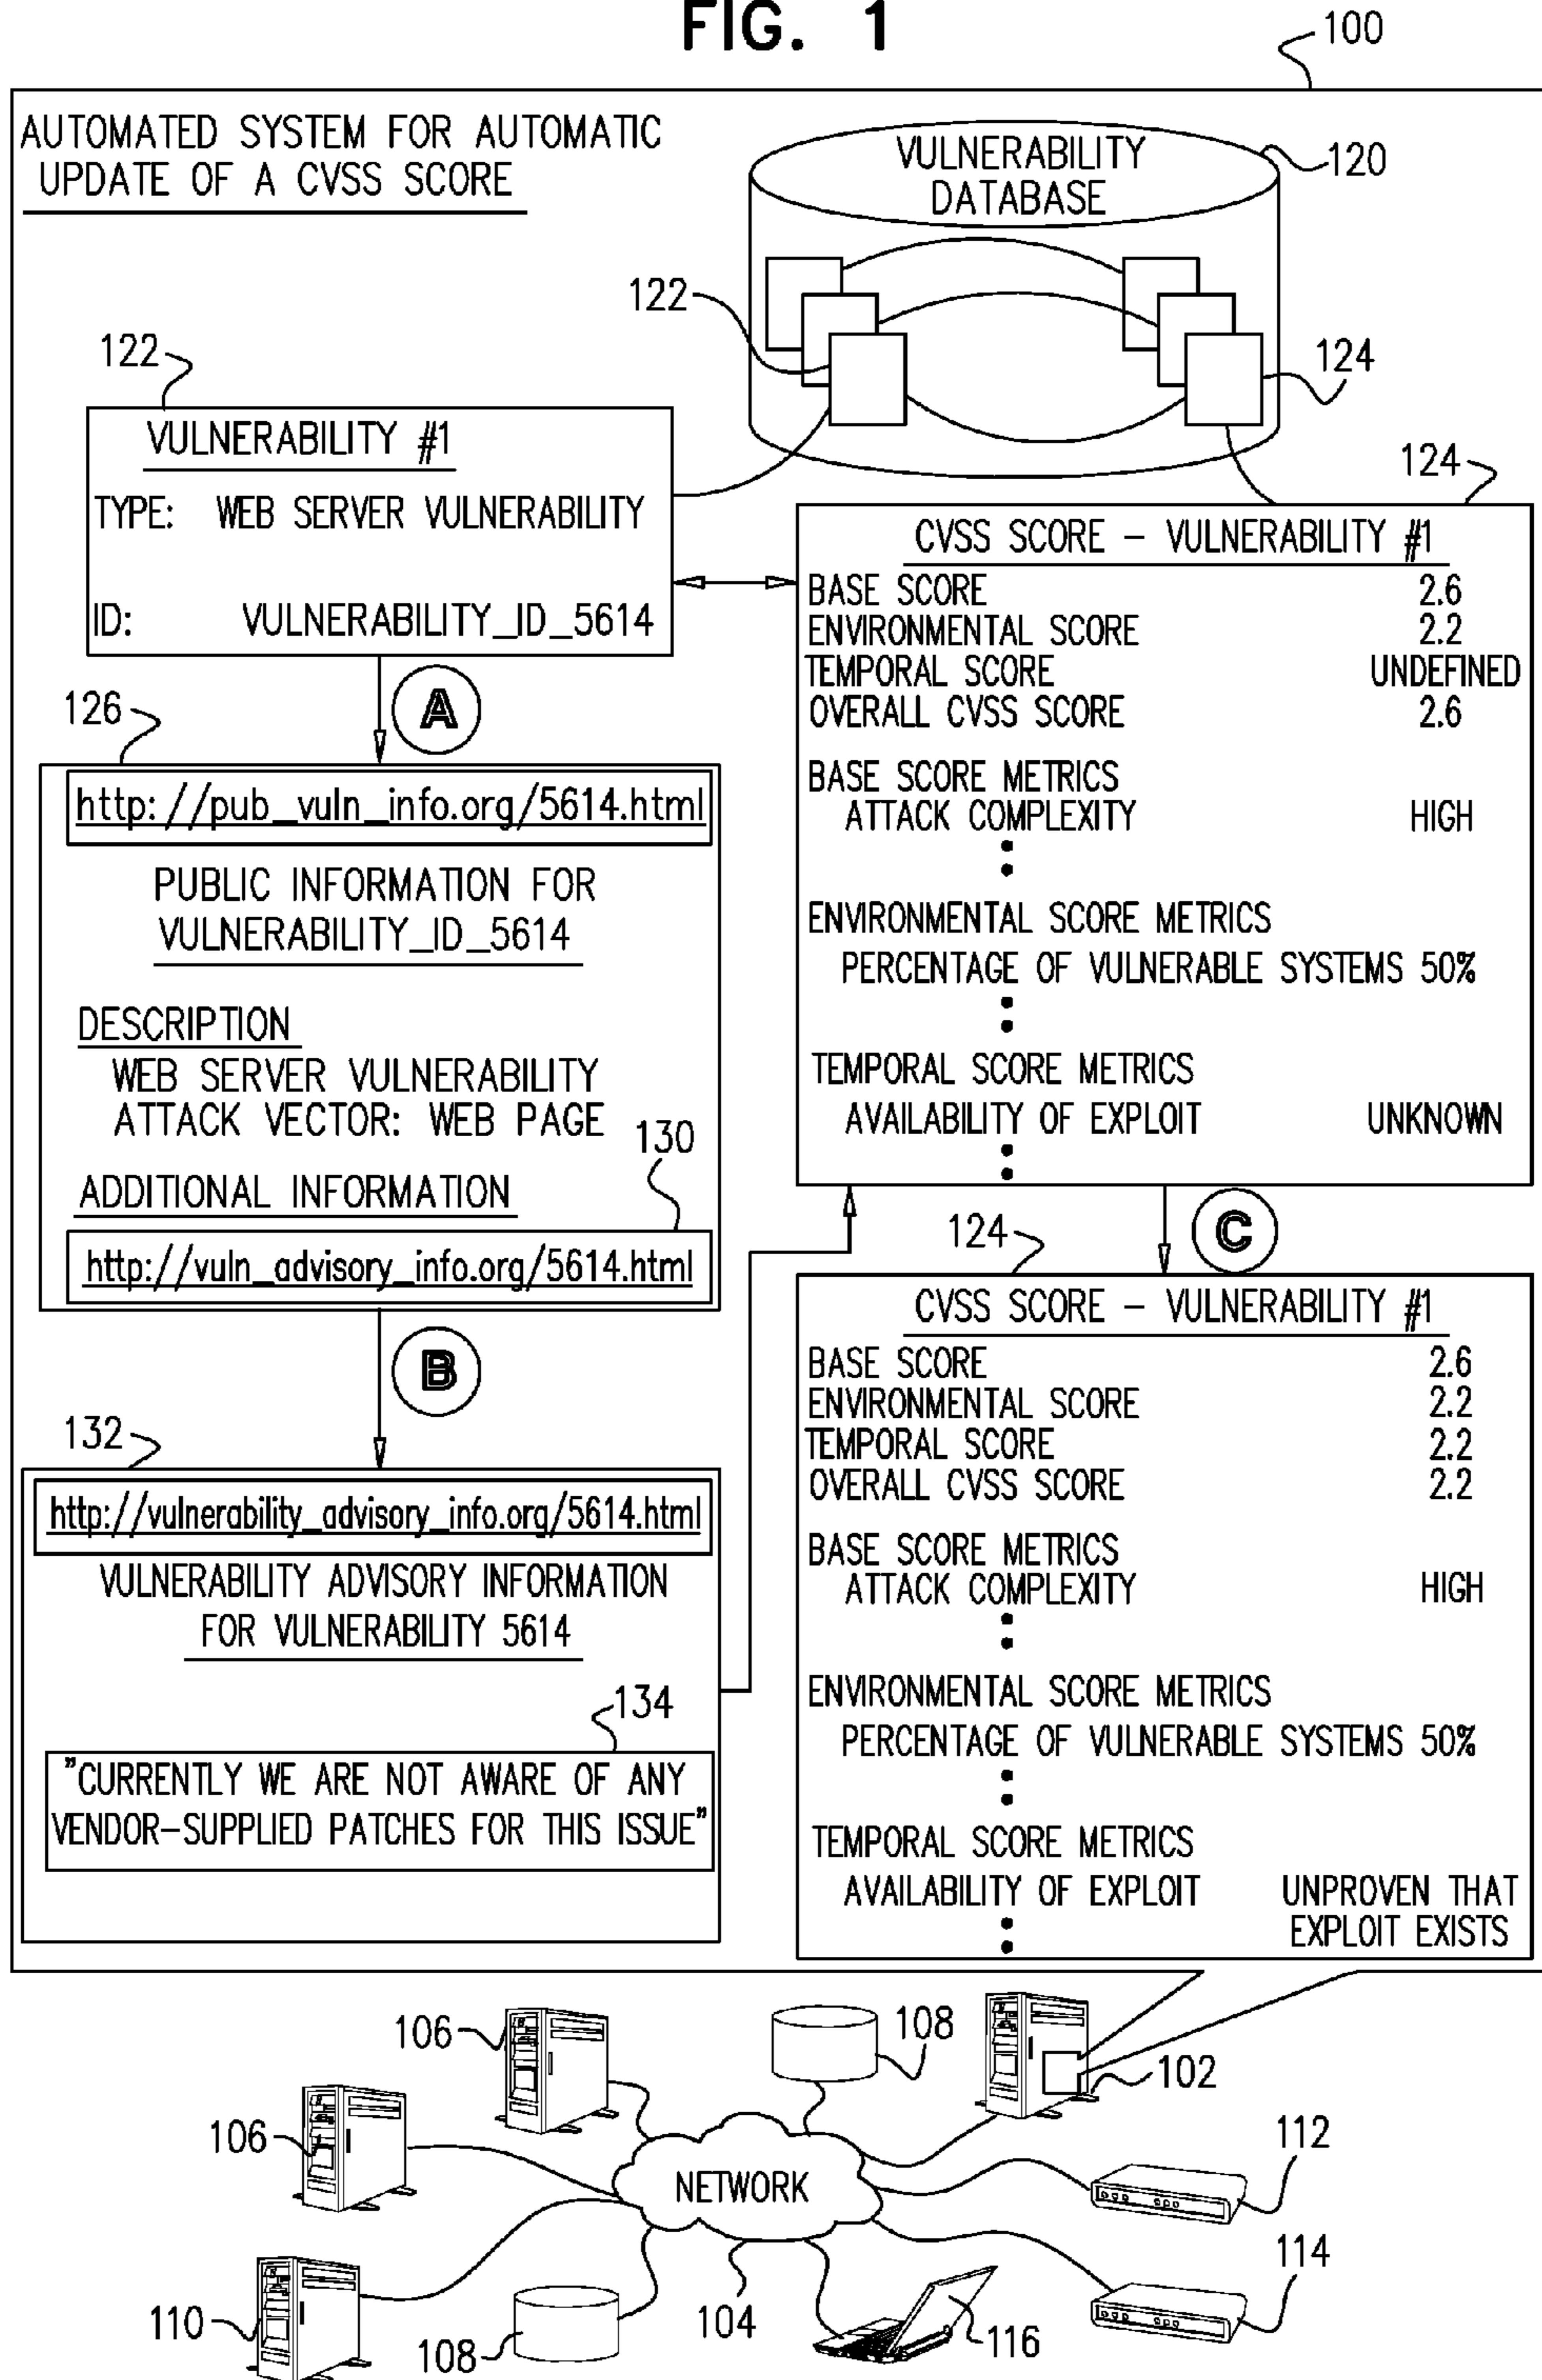 FIG. 1
100
AUTOMATED SYSTEM FOR AUTOMATIC
UPDATE OF A CVSS SCORE
VULNERABILITY
DATABASE
120
122
124
122
VULNERABILITY #1
TYPE: WEB SERVER VULNERABILITY
ID: VULNERABILITY_ID_5614
124
CVSS SCORE – VULNERABILITY #1
BASE SCORE 2.6
ENVIRONMENTAL SCORE 2.2
TEMPORAL SCORE UNDEFINED
OVERALL CVSS SCORE 2.6
BASE SCORE METRICS
ATTACK COMPLEXITY HIGH
ENVIRONMENTAL SCORE METRICS
PERCENTAGE OF VULNERABLE SYSTEMS 50%
TEMPORAL SCORE METRICS
AVAILABILITY OF EXPLOIT UNKNOWN
A
126
http://pub_vuln_info.org/5614.html
PUBLIC INFORMATION FOR
VULNERABILITY_ID_5614
DESCRIPTION
WEB SERVER VULNERABILITY
ATTACK VECTOR: WEB PAGE
130
ADDITIONAL INFORMATION
http://vuln_advisory_info.org/5614.html
B
132
http://vulnerability_advisory_info.org/5614.html
VULNERABILITY ADVISORY INFORMATION
FOR VULNERABILITY 5614
134
"CURRENTLY WE ARE NOT AWARE OF ANY
VENDOR–SUPPLIED PATCHES FOR THIS ISSUE"
C
124
CVSS SCORE – VULNERABILITY #1
BASE SCORE 2.6
ENVIRONMENTAL SCORE 2.2
TEMPORAL SCORE 2.2
OVERALL CVSS SCORE 2.2
BASE SCORE METRICS
ATTACK COMPLEXITY HIGH
ENVIRONMENTAL SCORE METRICS
PERCENTAGE OF VULNERABLE SYSTEMS 50%
TEMPORAL SCORE METRICS
AVAILABILITY OF EXPLOIT UNPROVEN THAT
EXPLOIT EXISTS
106
108
102
106
NETWORK
112
110
108
104
116
114